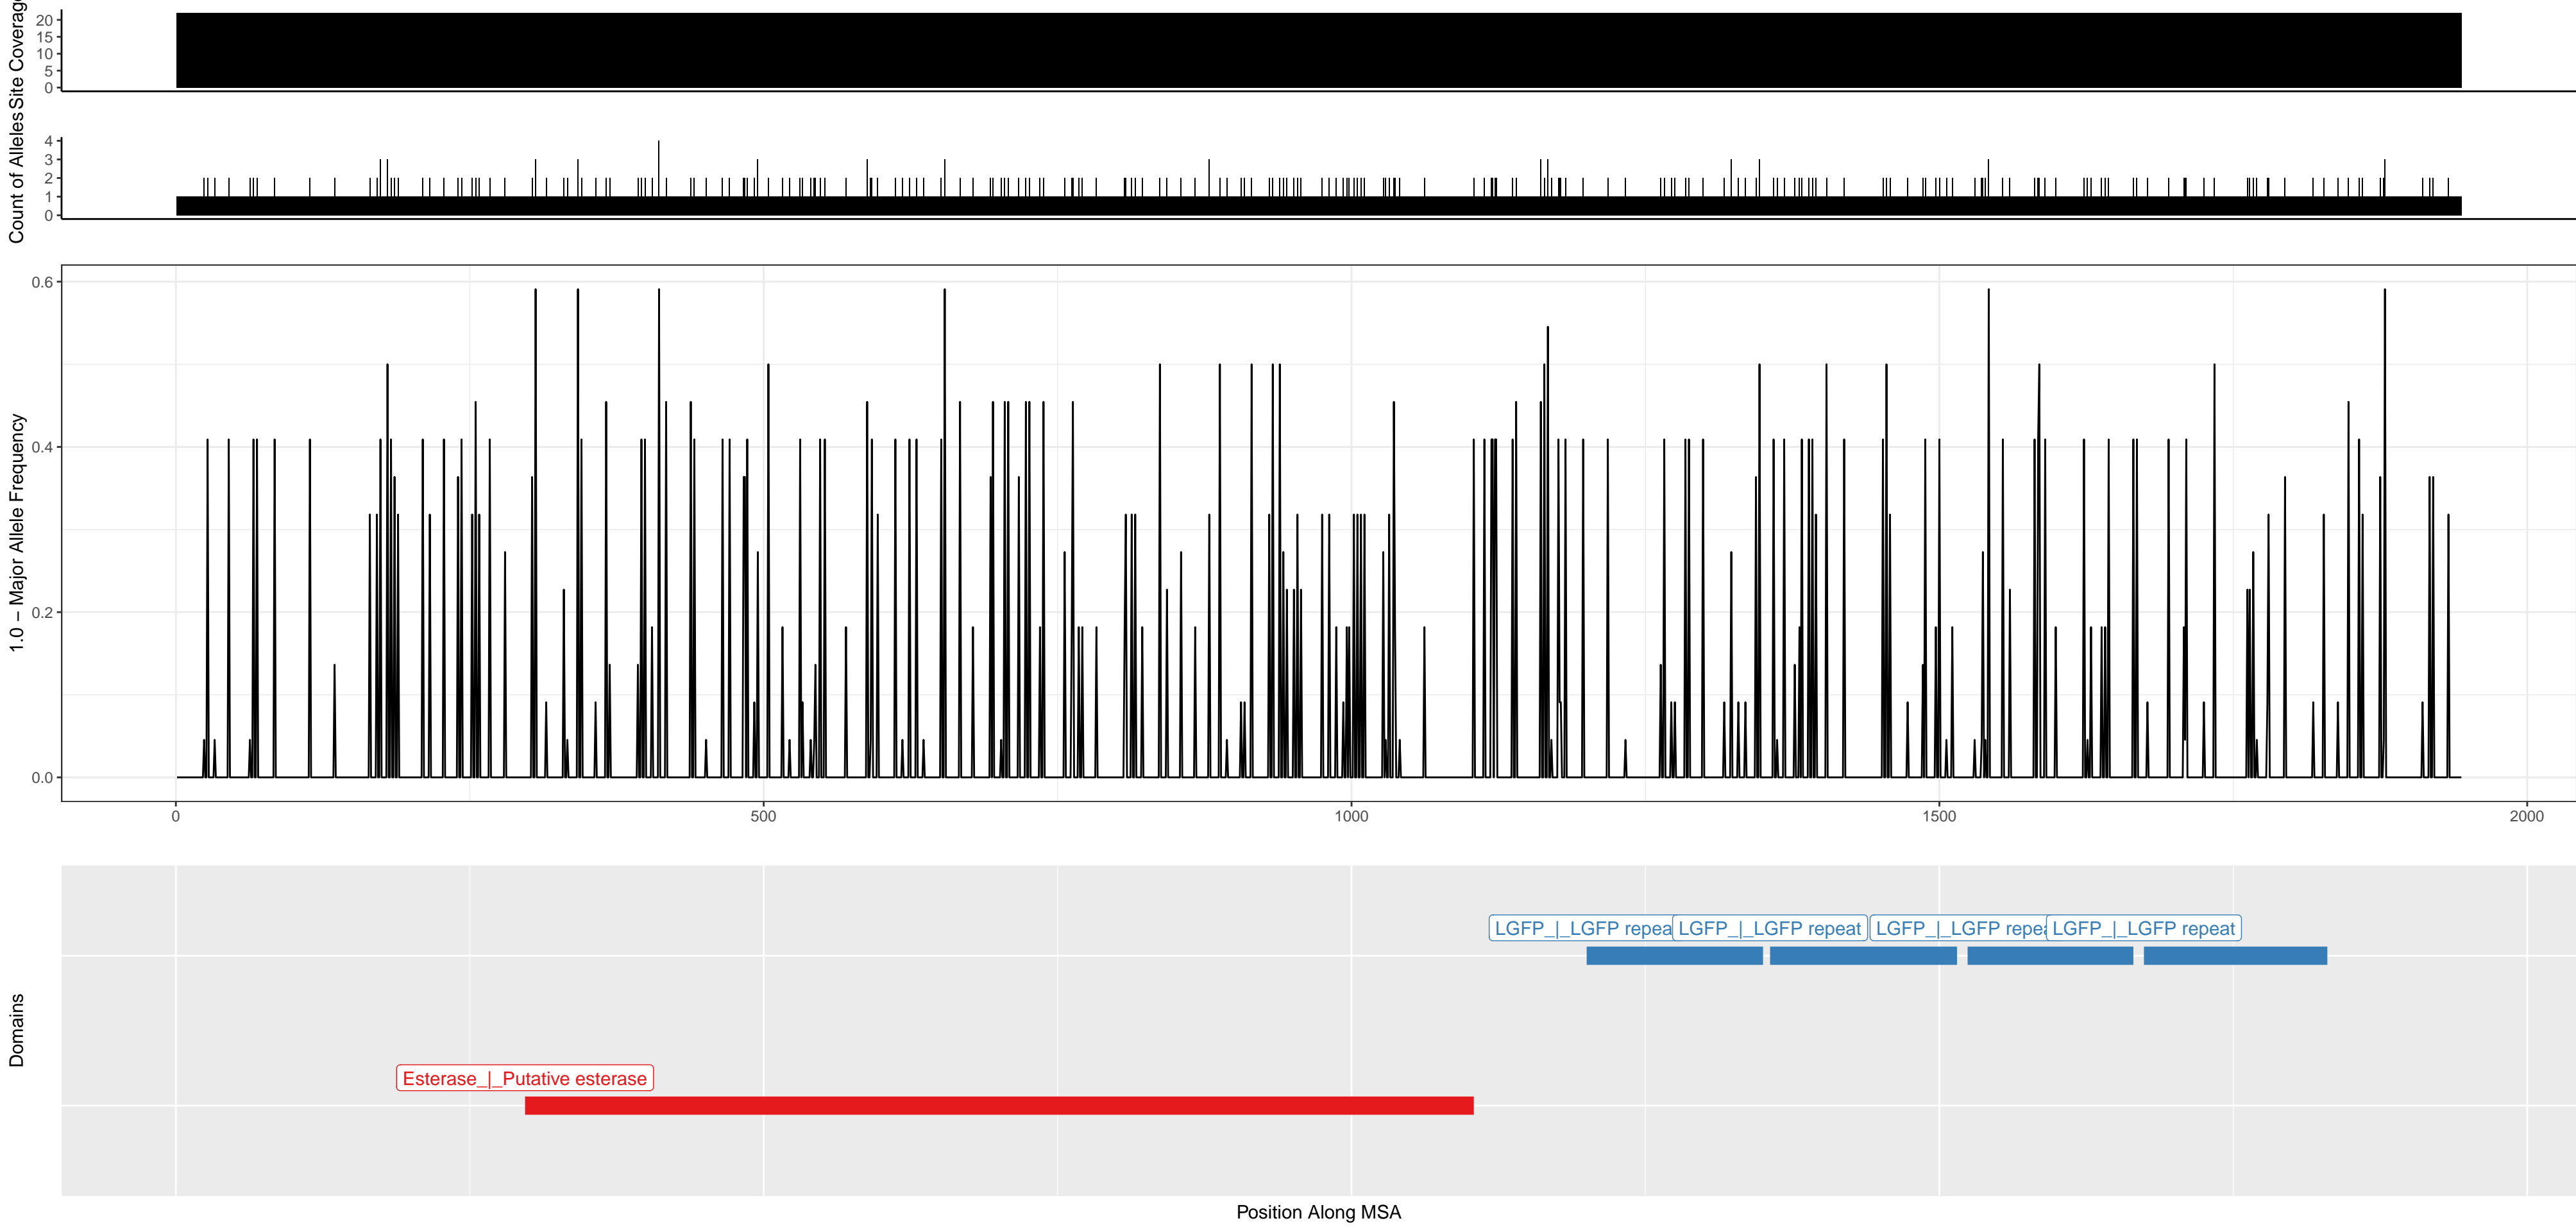 Site Coverage
20
15
10
5
0
Count of Alleles
4
3
2
1
0
1.0 − Major Allele Frequency
0.6
0.4
0.2
0.0
0
500
1000
1500
2000
Domains
LGFP_|_LGFP repea LGFP_|_LGFP repeat LGFP_|_LGFP repea LGFP_|_LGFP repeat
Esterase_|_Putative esterase
Position Along MSA